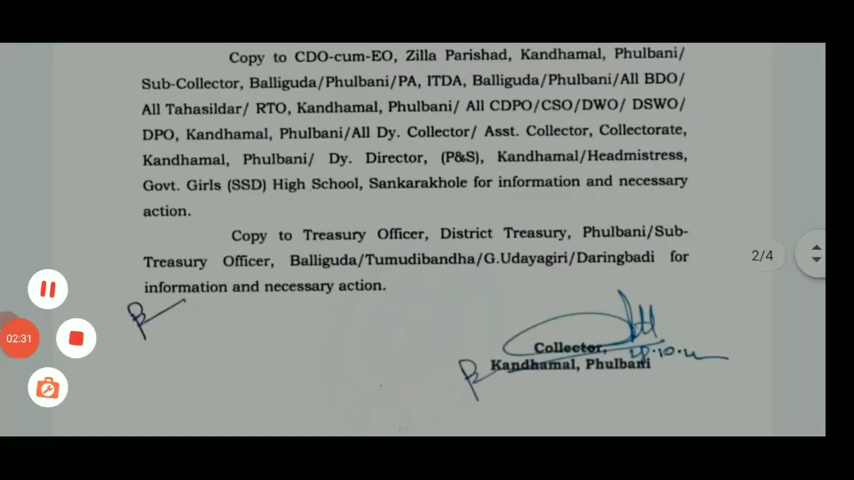 Copy to CDO-cum-EO, Zilla Parishad, Kandhamal, Phulbani/
Sub-Collector, Balliguda/Phulbani/PA, ITDA, Balliguda/Phulbani/All BDO/
All Tahasildar/ RTO, Kandhamal, Phulbani/ All CDPO/CSO/DWO/ DSWO/
DPO, Kandhamal, Phulbani/All Dy. Collector/ Asst. Collector, Collectorate,
Kandhamal, Phulbani/ Dy. Director, (P&S), Kandhamal/Headmistress,
Govt. Girls (SSD) High School, Sankarakhole for information and necessary
action.
Copy to Treasury Officer, District Treasury, Phulbani/Sub-
Treasury Officer, Balliguda/Tumudibandha/G.Udayagiri/Daringbadi for
information and necessary action.
2/4
02:31
Collector,
Kandhamal, Phulbani